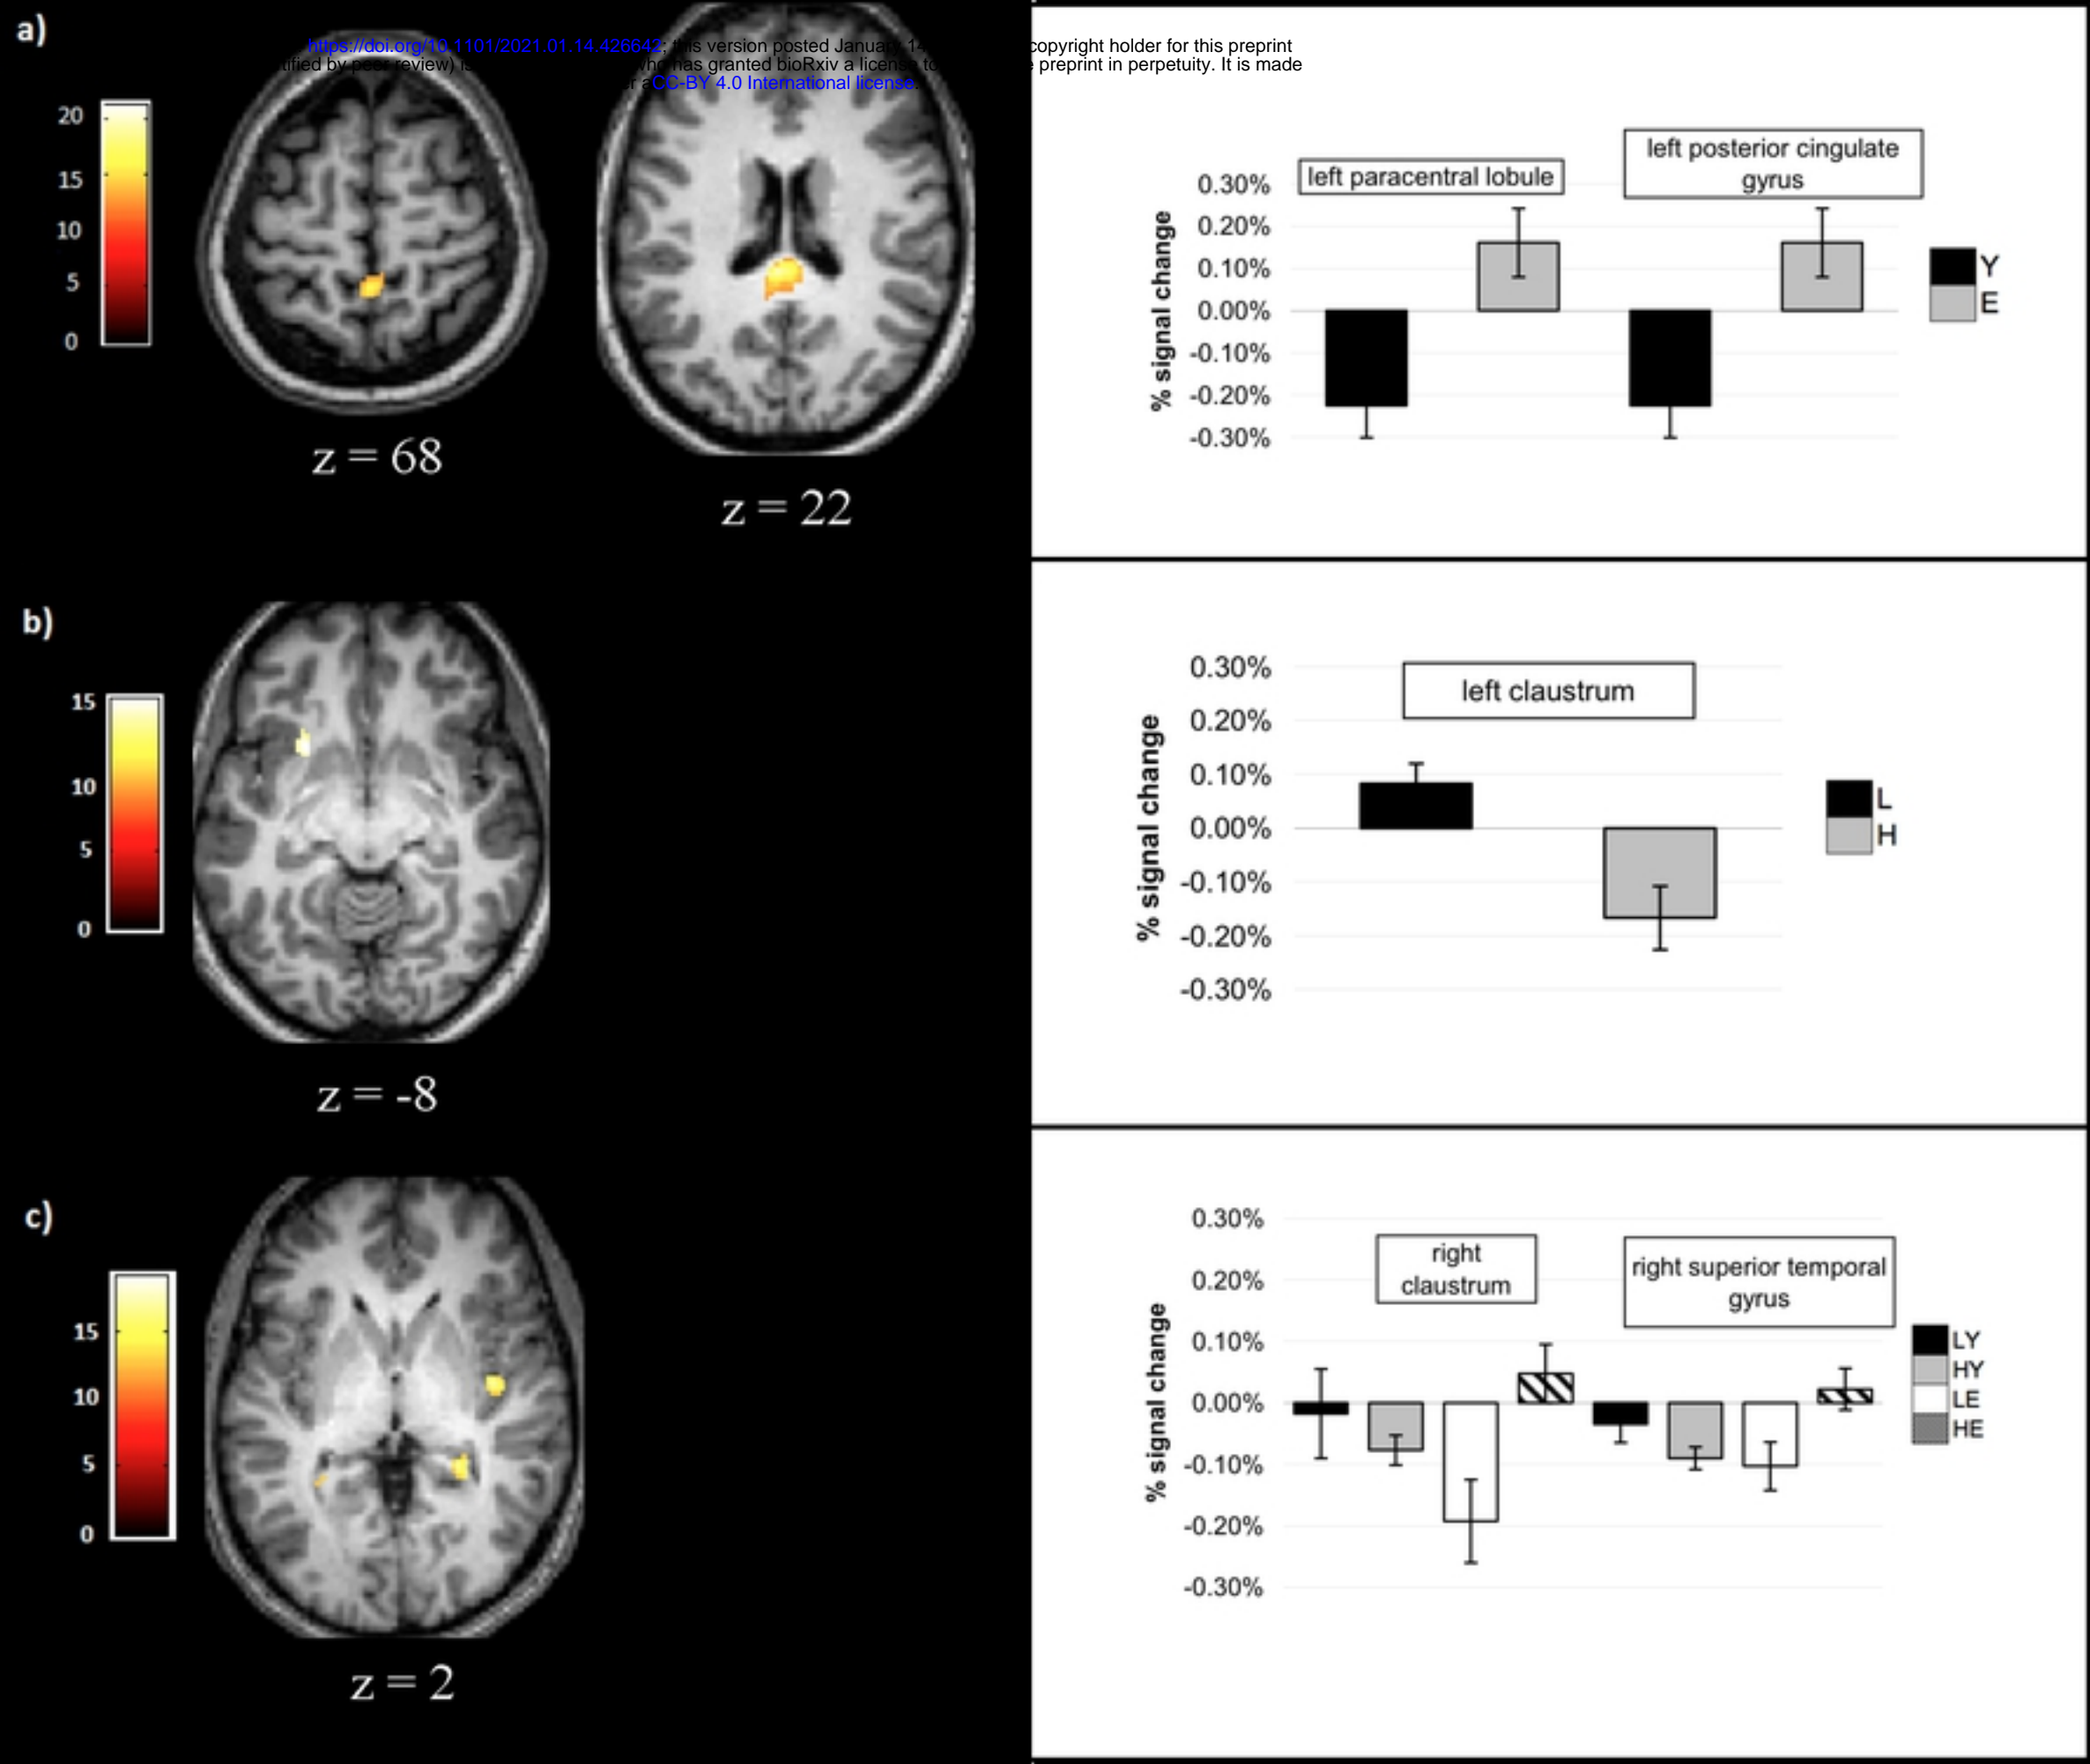 a)
https://doi.org/10.1101/2021.01.14.426642; this version posted January 14 copyright holder for this preprint
tified by peer review) is who has granted bioRxiv a license to preprint in perpetuity. It is made
r aCC-BY 4.0 International license.
20
15
10
5
0
z = 68
z = 22
left paracentral lobule
left posterior cingulate
gyrus
% signal change
0.30%
0.20%
0.10%
0.00%
-0.10%
-0.20%
-0.30%
Y
E
b)
15
10
5
0
z = -8
left claustrum
% signal change
0.30%
0.20%
0.10%
0.00%
-0.10%
-0.20%
-0.30%
L
H
c)
15
10
5
0
z = 2
right
claustrum
right superior temporal
gyrus
% signal change
0.30%
0.20%
0.10%
0.00%
-0.10%
-0.20%
-0.30%
LY
HY
LE
HE